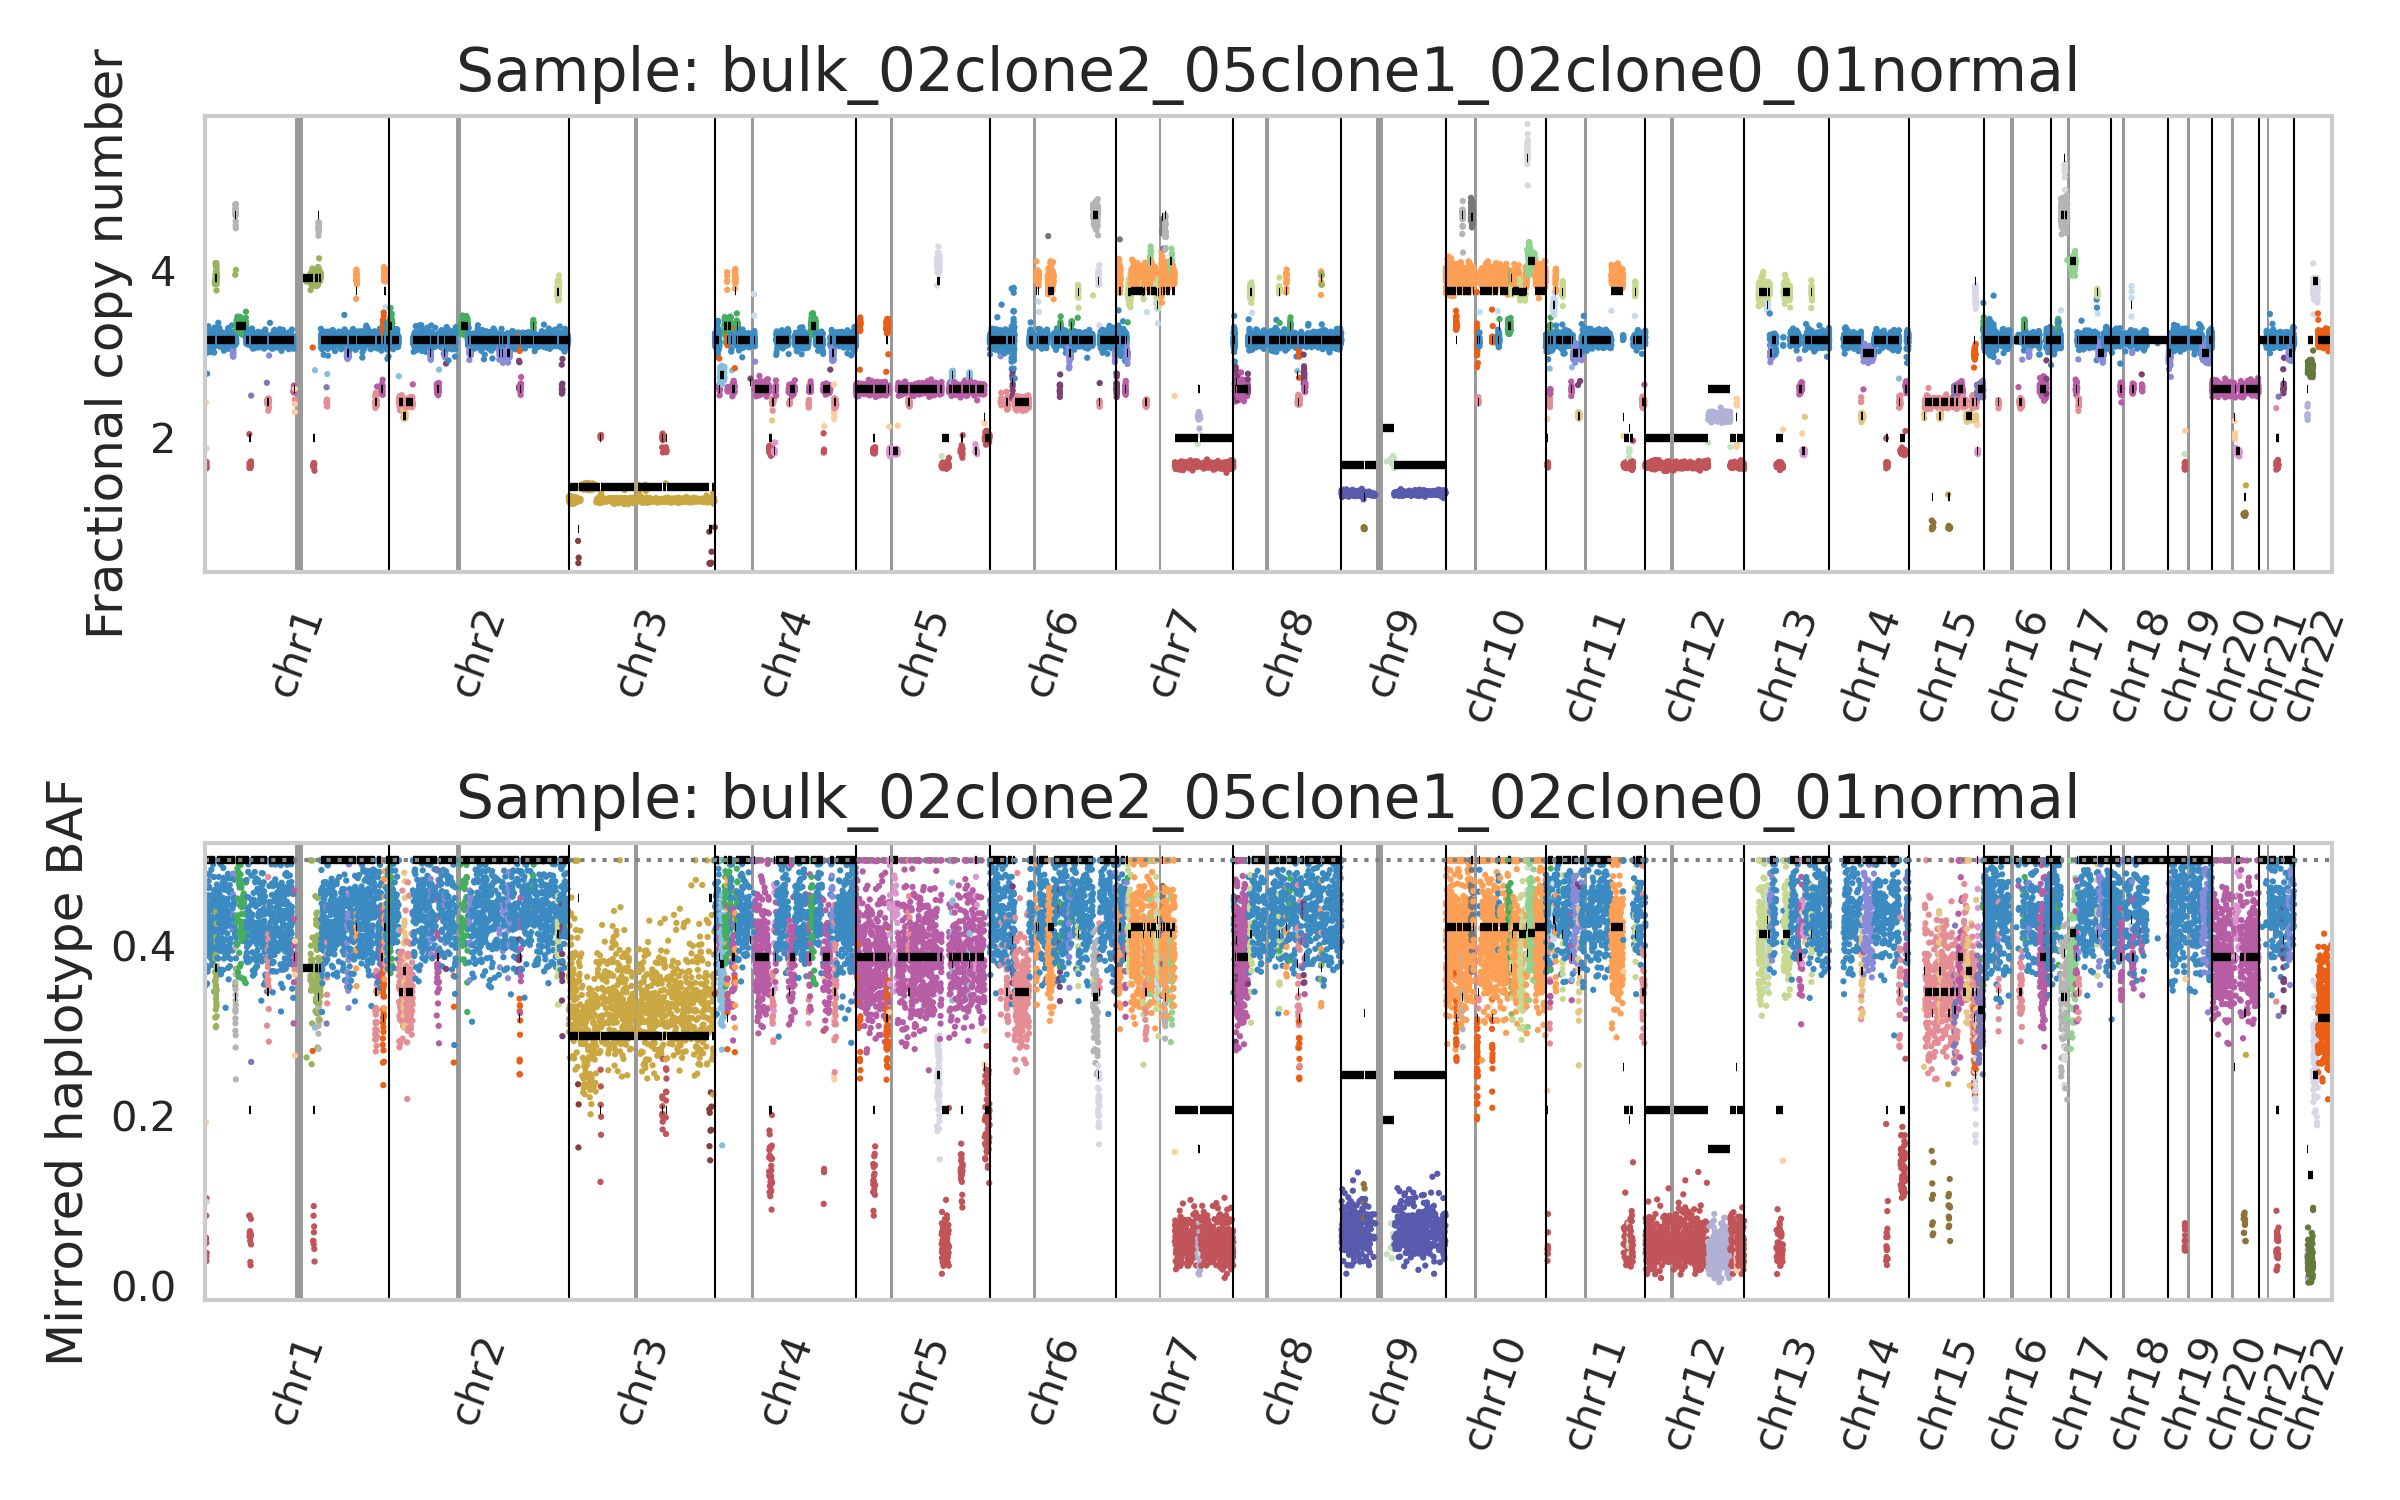 Sample: bulk_02clone2_05clone1_02clone0_01normal
Fractional copy number
4
2
chr1 chr2 chr3 chr4 chr5 chr6 chr7 chr8 chr9 chr10 chr11 chr12 chr13 chr14 chr15 chr16 chr17 chr18 chr19 chr20 chr21 chr22
Sample: bulk_02clone2_05clone1_02clone0_01normal
Mirrored haplotype BAF
0.4
0.2
0.0
chr1 chr2 chr3 chr4 chr5 chr6 chr7 chr8 chr9 chr10 chr11 chr12 chr13 chr14 chr15 chr16 chr17 chr18 chr19 chr20 chr21 chr22